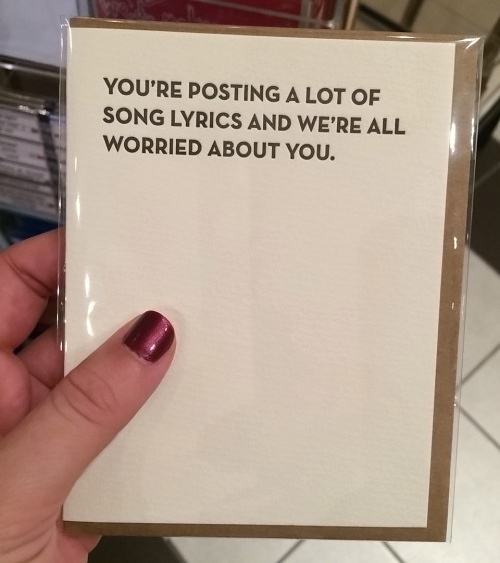 YOU'RE POSTING A LOT OF
SONG LYRICS AND WE'RE ALL
WORRIED ABOUT YOU.